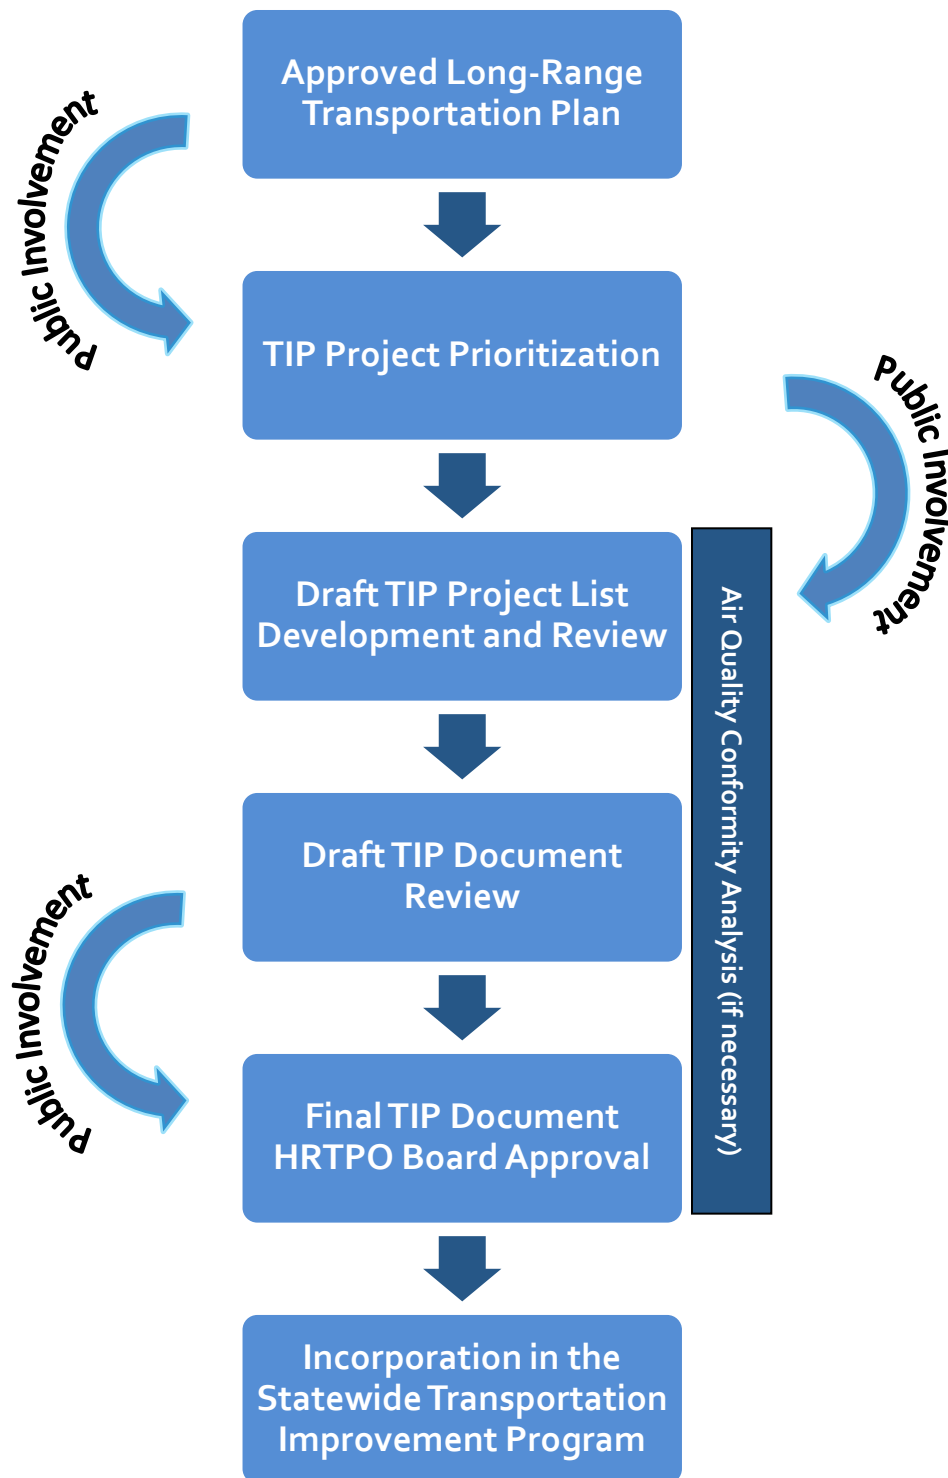 Approved Long-Range
Transportation Plan
Public Involvement
TIP Project Prioritization
Public Involvement
Draft TIP Project List
Development and Review
Air Quality Conformity Analysis (if necessary)
Draft TIP Document
Review
Public Involvement
Final TIP Document
HRTPO Board Approval
Incorporation in the
Statewide Transportation
Improvement Program